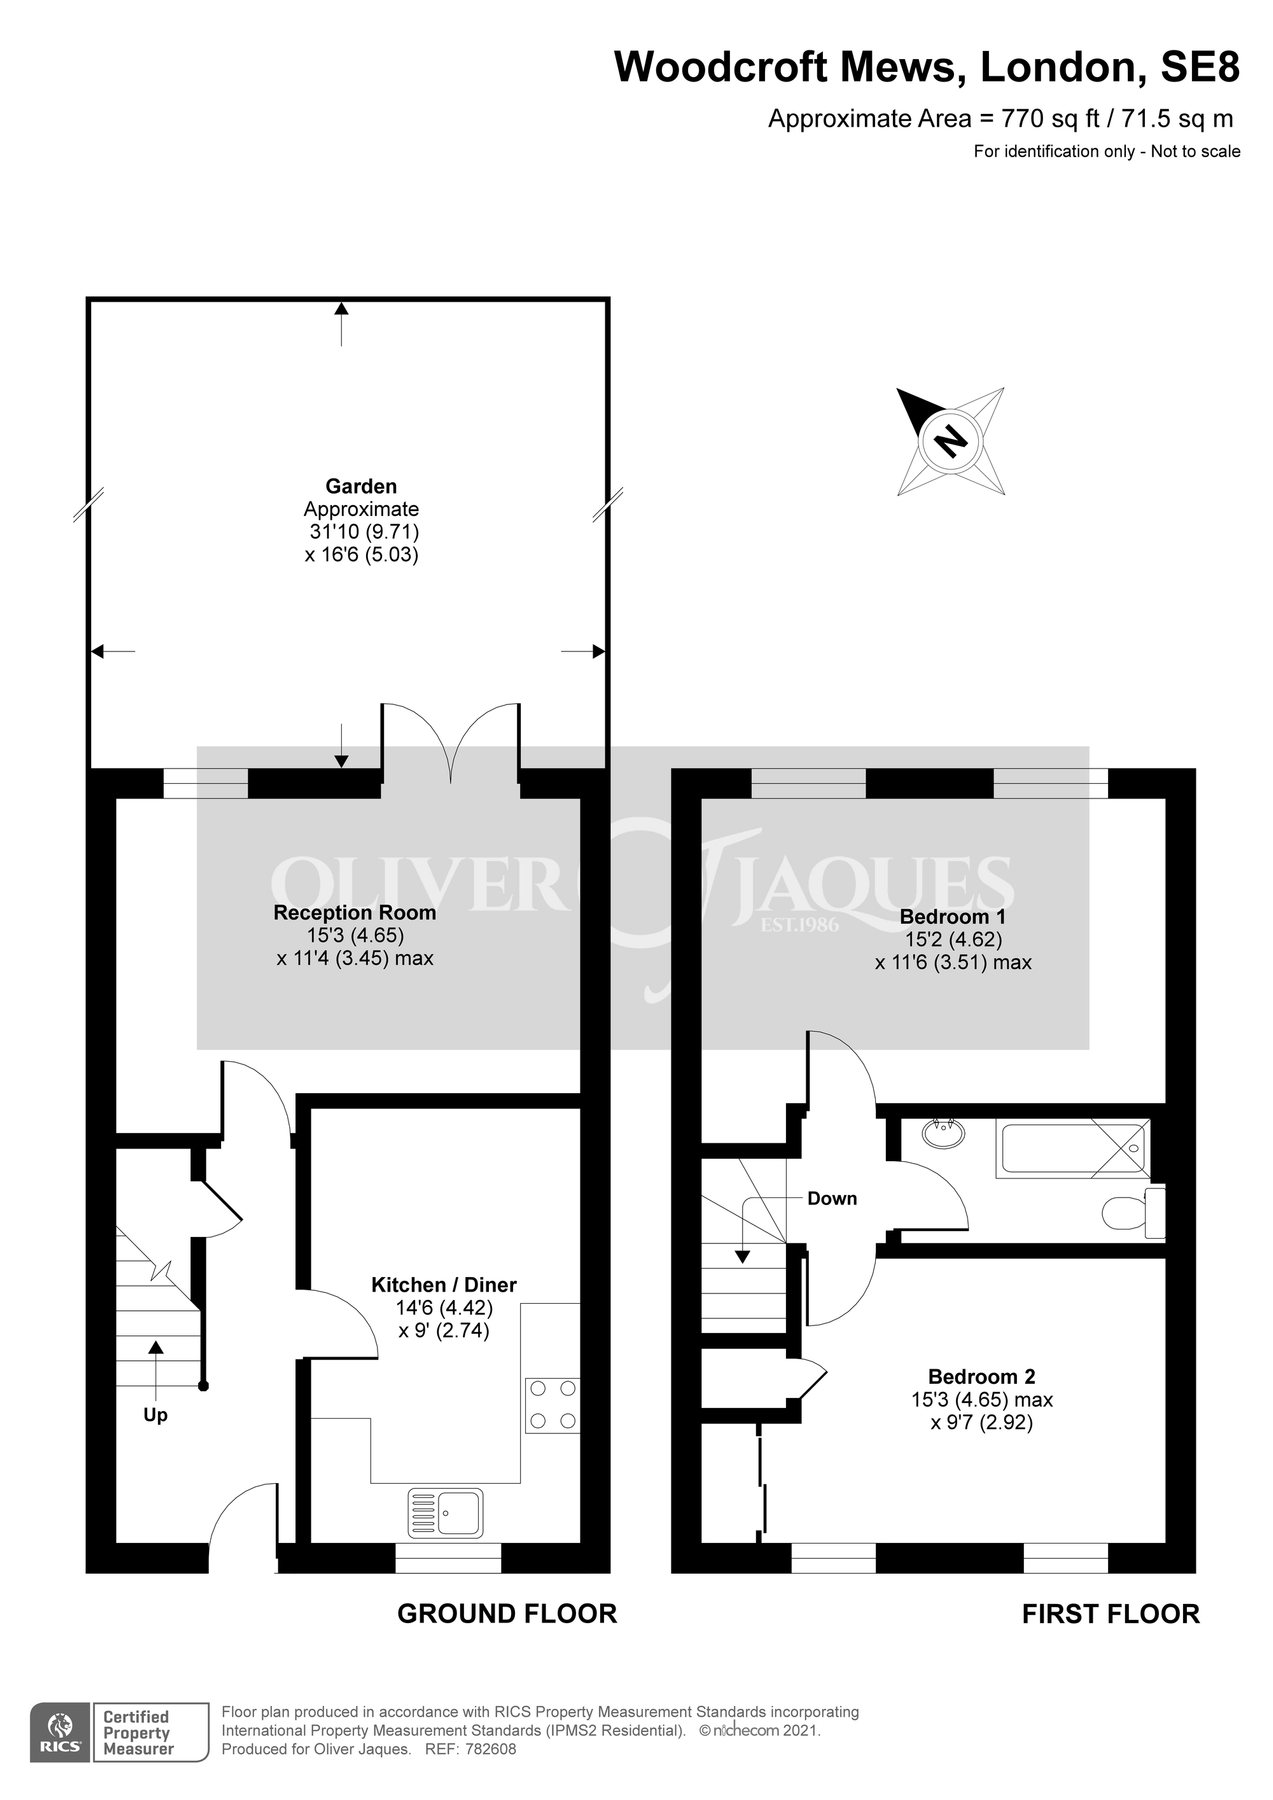 Woodcroft Mews, London, SE8
Approximate Area = 770 sq ft / 71.5 sq m
For identification only - Not to scale
N
Garden
Approximate
31'10 (9.71)
x 16'6 (5.03)
OLIVER OJ JAQUES
EST.1986
Reception Room
15'3 (4.65)
x 11'4 (3.45) max
Bedroom 1
15'2 (4.62)
x 11'6 (3.51) max
Down
Kitchen / Diner
14'6 (4.42)
x 9' (2.74)
Up
Bedroom 2
15'3 (4.65) max
x 9'7 (2.92)
GROUND FLOOR
FIRST FLOOR
RICS
Certified
Property
Measurer
Floor plan produced in accordance with RICS Property Measurement Standards incorporating
International Property Measurement Standards (IPMS2 Residential). © nichecom 2021.
Produced for Oliver Jaques. REF: 782608